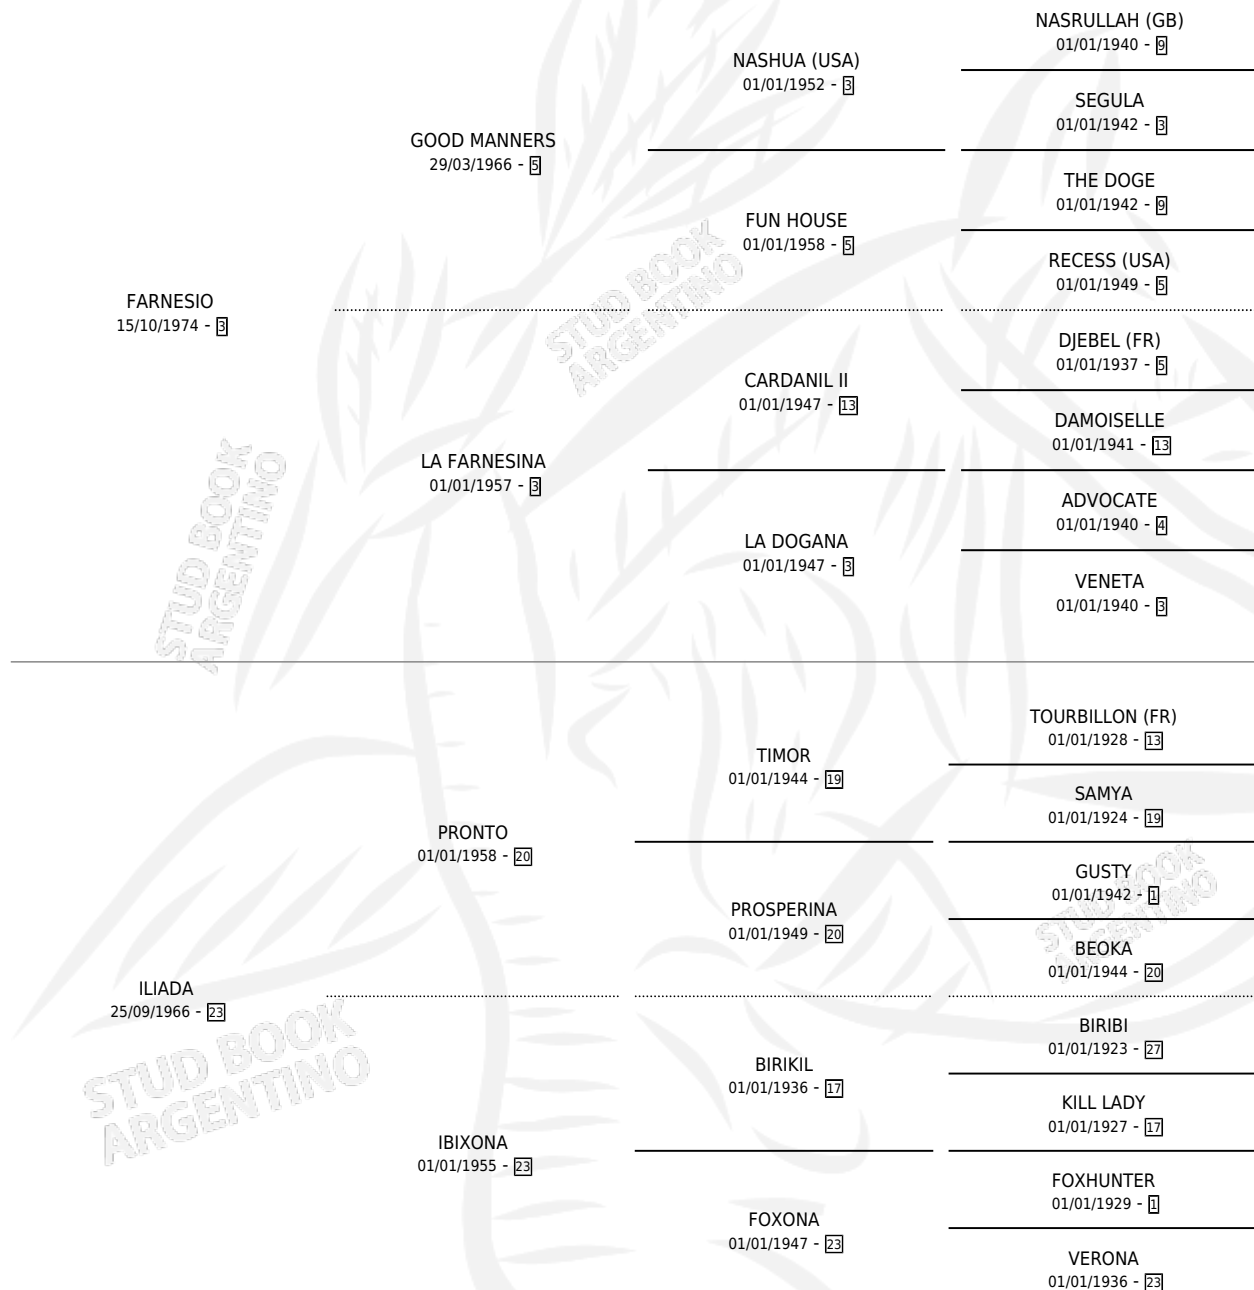 NASRULLAH (GB)
01/01/1940 - 9
NASHUA (USA)
01/01/1952 - 3
SEGULA
01/01/1942 - 3
GOOD MANNERS
29/03/1966 - 5
THE DOGE
01/01/1942 - 9
FUN HOUSE
01/01/1958 - 5
RECESS (USA)
01/01/1949 - 5
FARNESIO
15/10/1974 - 3
DJEBEL (FR)
01/01/1937 - 5
CARDANIL II
01/01/1947 - 13
DAMOISELLE
01/01/1941 - 13
LA FARNESINA
01/01/1957 - 3
ADVOCATE
01/01/1940 - 4
LA DOGANA
01/01/1947 - 3
VENETA
01/01/1940 - 3
TOURBILLON (FR)
01/01/1928 - 13
TIMOR
01/01/1944 - 19
SAMYA
01/01/1924 - 19
PRONTO
01/01/1958 - 20
GUSTY
01/01/1942 - 1
PROSPERINA
01/01/1949 - 20
BEOKA
01/01/1944 - 20
ILIADA
25/09/1966 - 23
BIRIBI
01/01/1923 - 27
BIRIKIL
01/01/1936 - 17
KILL LADY
01/01/1927 - 17
IBIXONA
01/01/1955 - 23
FOXHUNTER
01/01/1929 - 1
FOXONA
01/01/1947 - 23
VERONA
01/01/1936 - 23
STUD BOOK
ARGENTINO
STUD BOOK
ARGENTINO
STUD BOOK
ARGENTINO
STUD BOOK
ARGENTINO